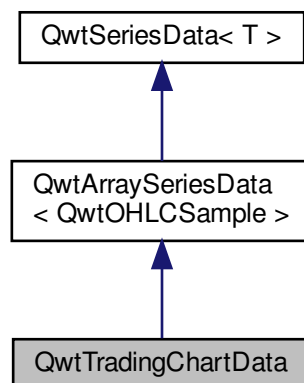 QwtSeriesData< T >
QwtArraySeriesData
< QwtOHLCSample >
QwtTradingChartData